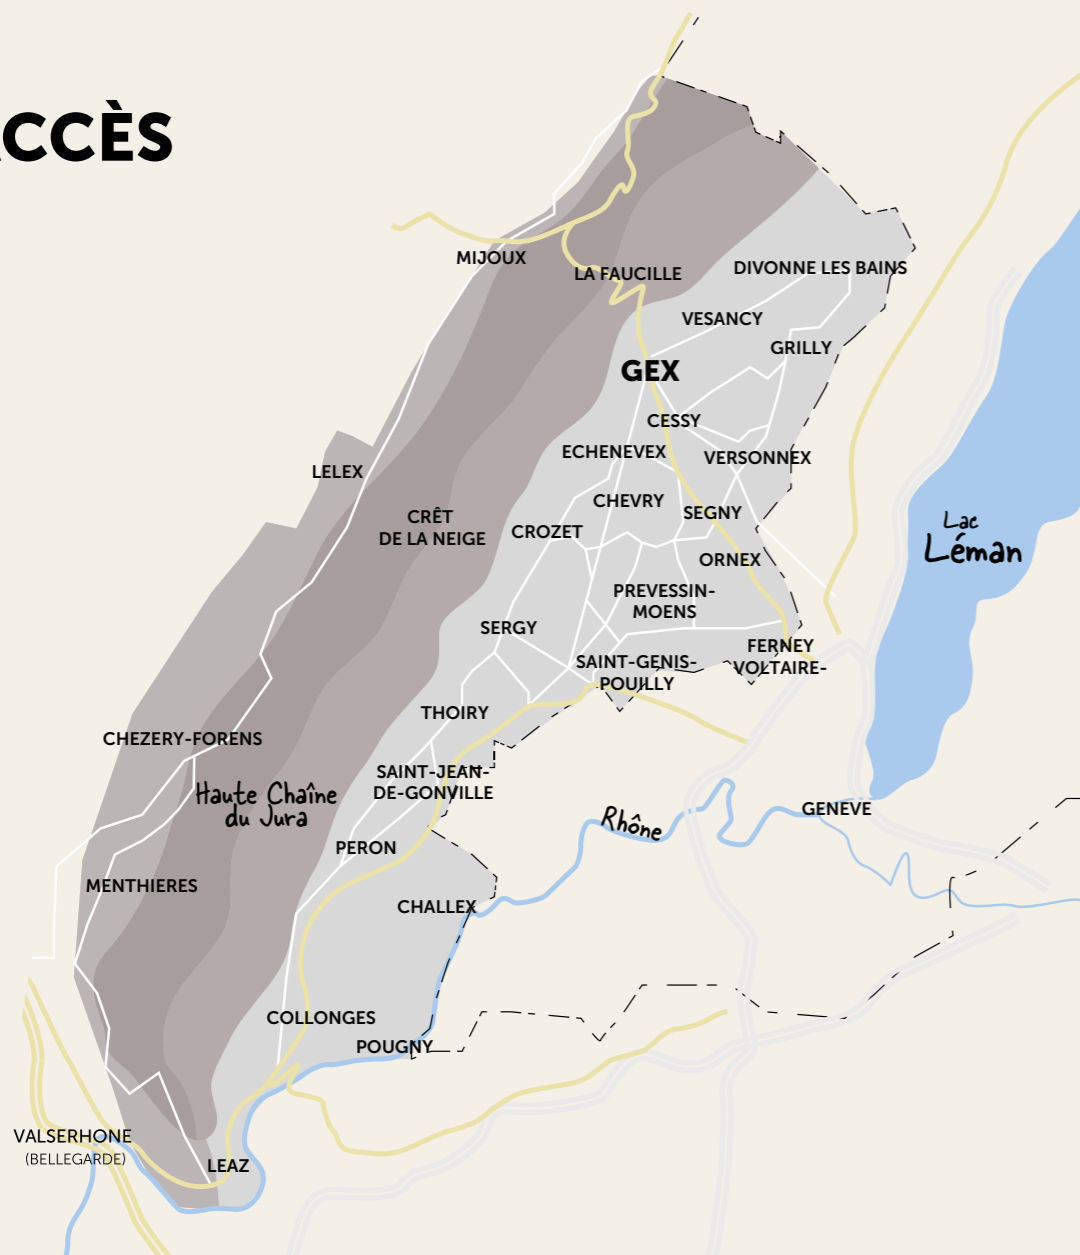 CCÈS
MIJOUX
LA FAUCILLE
DIVONNE LES BAINS
VESANCY
GRILLY
GEX
CESSY
ECHENEVEX
VERSONNEX
LELEX
CHEVRY
SEGNY
CRÊT
DE LA NEIGE
CROZET
Lac
Léman
ORNEX
PREVESSIN-
MOENS
SERGY
FERNEY
VOLTAIRE-
SAINT-GENIS-
POUILLY
THOIRY
CHEZERY-FORENS
SAINT-JEAN-
DE-GONVILLE
Haute Chaîne
du Jura
GENEVE
Rhône
PERON
MENTHIERES
CHALLEX
COLLONGES
POUGNY
VALSERHONE
(BELLEGARDE)
LEAZ